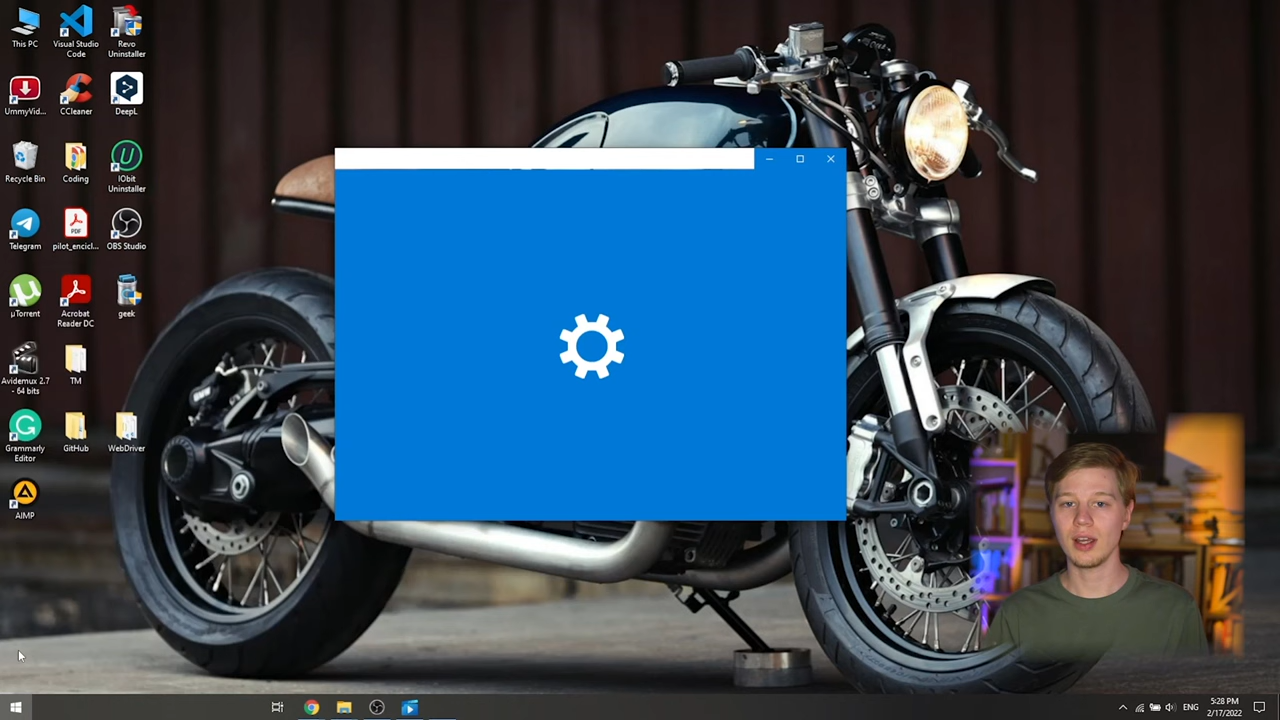 This PC
Visual Studio
Code
Revo
Uninstaller
UmmyVid...
CCleaner
DeepL
Recycle Bin
Coding
IObit
Uninstaller
Telegram
PDF
pilot_encicl...
OBS Studio
µTorrent
Acrobat
Reader DC
geek
Avidemux 2.7
- 64 bits
TM
Grammarly
Editor
GitHub
WebDriver
AIMP
ENG
5:28 PM
2/17/2022